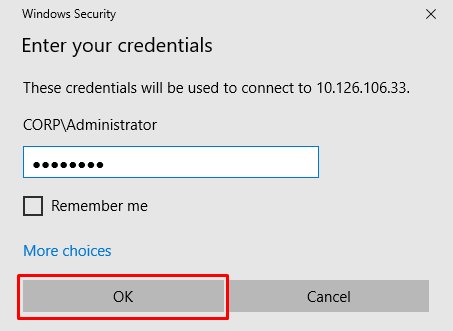 Windows Security
Enter your credentials
These credentials will be used to connect to 10.126.106.33.
CORP\Administrator
●●●●●●●●
Remember me
More choices
OK
Cancel